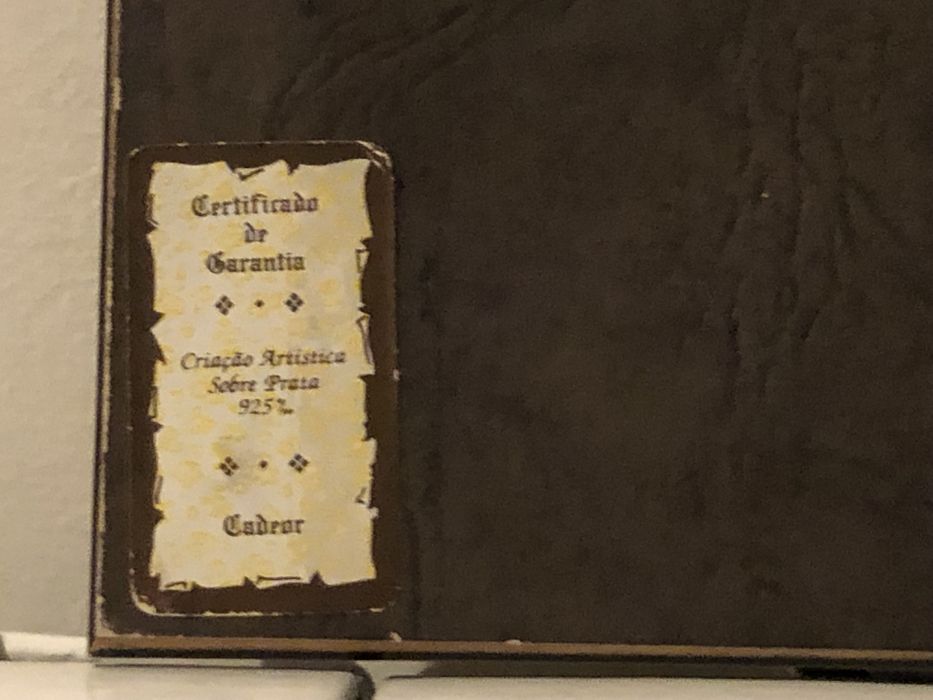 Certificado
de
Garantia
Criação Artística
Sobre Prata
925‰
Cadeor